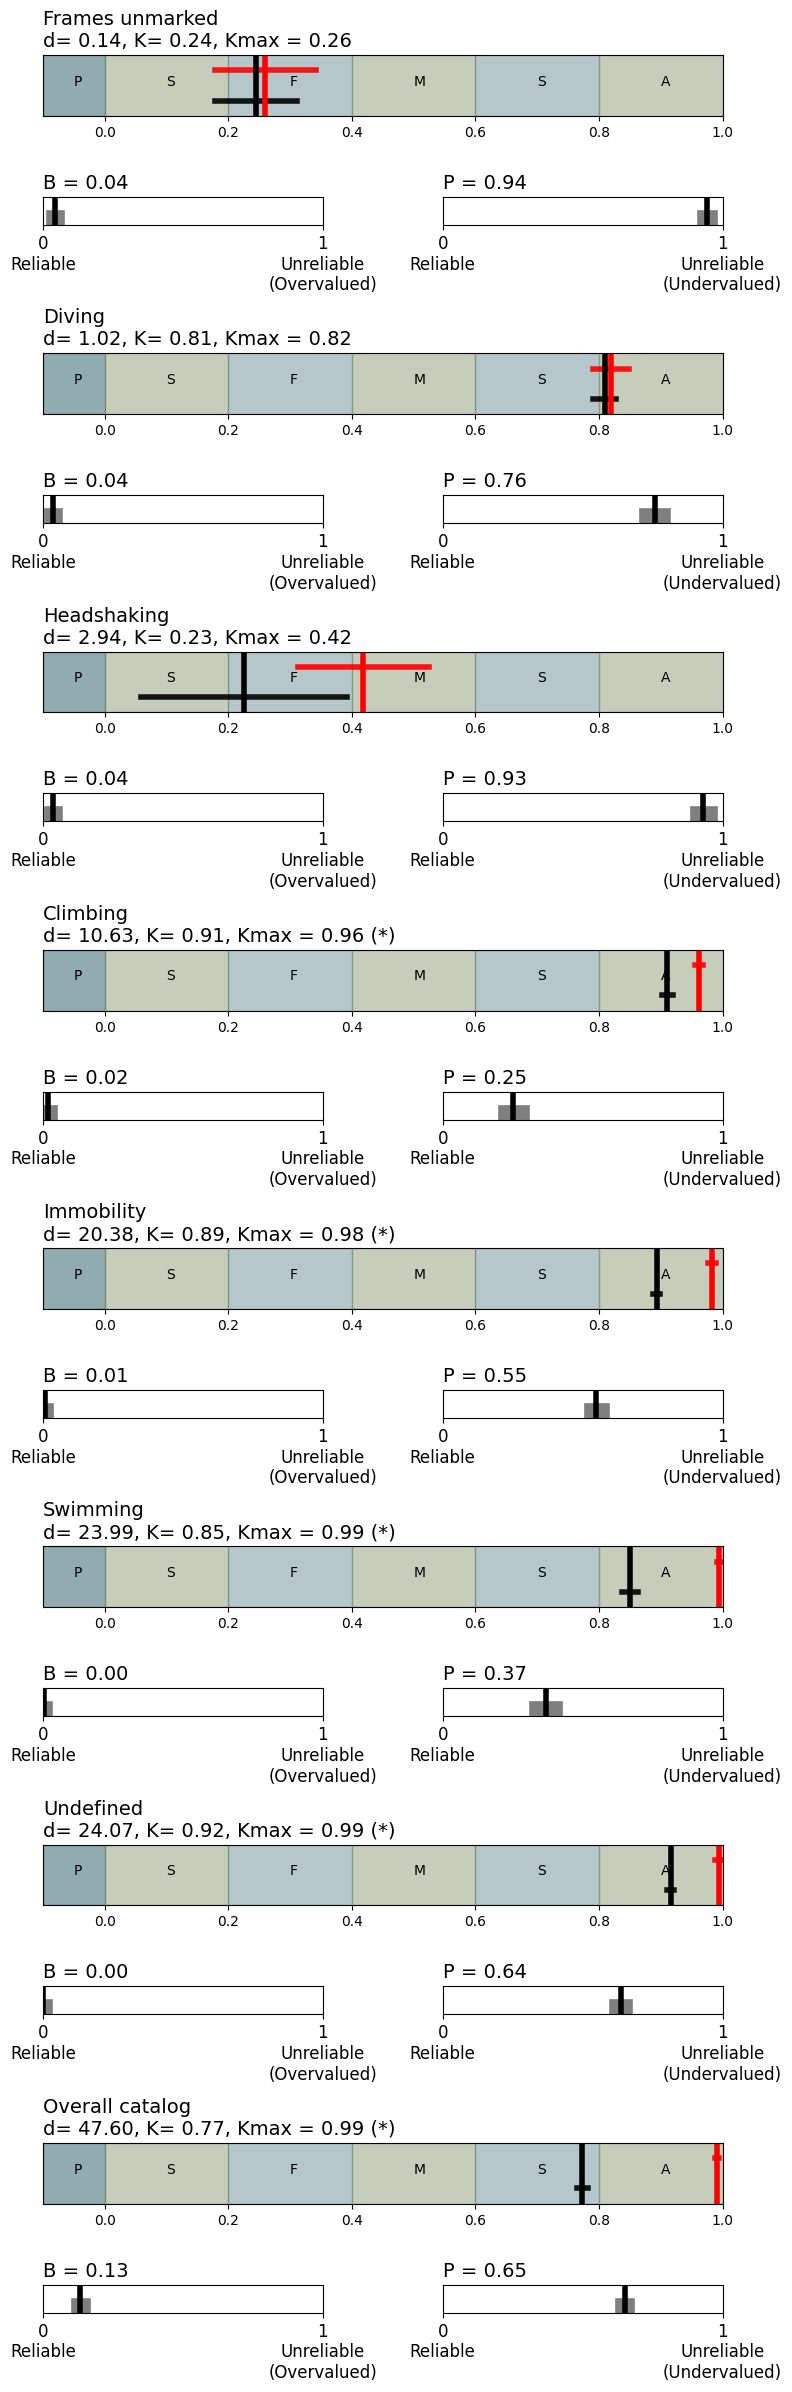 Frames unmarked
d= 0.14, K= 0.24, Kmax = 0.26
P S F M S A
0.0 0.2 0.4 0.6 0.8 1.0
B = 0.04 P = 0.94
0 1 0 1
Reliable Unreliable Reliable Unreliable
(Overvalued) (Undervalued)
Diving
d= 1.02, K= 0.81, Kmax = 0.82
P S F M S A
0.0 0.2 0.4 0.6 0.8 1.0
B = 0.04 P = 0.76
0 1 0 1
Reliable Unreliable Reliable Unreliable
(Overvalued) (Undervalued)
Headshaking
d= 2.94, K= 0.23, Kmax = 0.42
P S F M S A
0.0 0.2 0.4 0.6 0.8 1.0
B = 0.04 P = 0.93
0 1 0 1
Reliable Unreliable Reliable Unreliable
(Overvalued) (Undervalued)
Climbing
d= 10.63, K= 0.91, Kmax = 0.96 (*)
P S F M S A
0.0 0.2 0.4 0.6 0.8 1.0
B = 0.02 P = 0.25
0 1 0 1
Reliable Unreliable Reliable Unreliable
(Overvalued) (Undervalued)
Immobility
d= 20.38, K= 0.89, Kmax = 0.98 (*)
P S F M S A
0.0 0.2 0.4 0.6 0.8 1.0
B = 0.01 P = 0.55
0 1 0 1
Reliable Unreliable Reliable Unreliable
(Overvalued) (Undervalued)
Swimming
d= 23.99, K= 0.85, Kmax = 0.99 (*)
P S F M S A
0.0 0.2 0.4 0.6 0.8 1.0
B = 0.00 P = 0.37
0 1 0 1
Reliable Unreliable Reliable Unreliable
(Overvalued) (Undervalued)
Undefined
d= 24.07, K= 0.92, Kmax = 0.99 (*)
P S F M S A
0.0 0.2 0.4 0.6 0.8 1.0
B = 0.00 P = 0.64
0 1 0 1
Reliable Unreliable Reliable Unreliable
(Overvalued) (Undervalued)
Overall catalog
d= 47.60, K= 0.77, Kmax = 0.99 (*)
P S F M S A
0.0 0.2 0.4 0.6 0.8 1.0
B = 0.13 P = 0.65
0 1 0 1
Reliable Unreliable Reliable Unreliable
(Overvalued) (Undervalued)